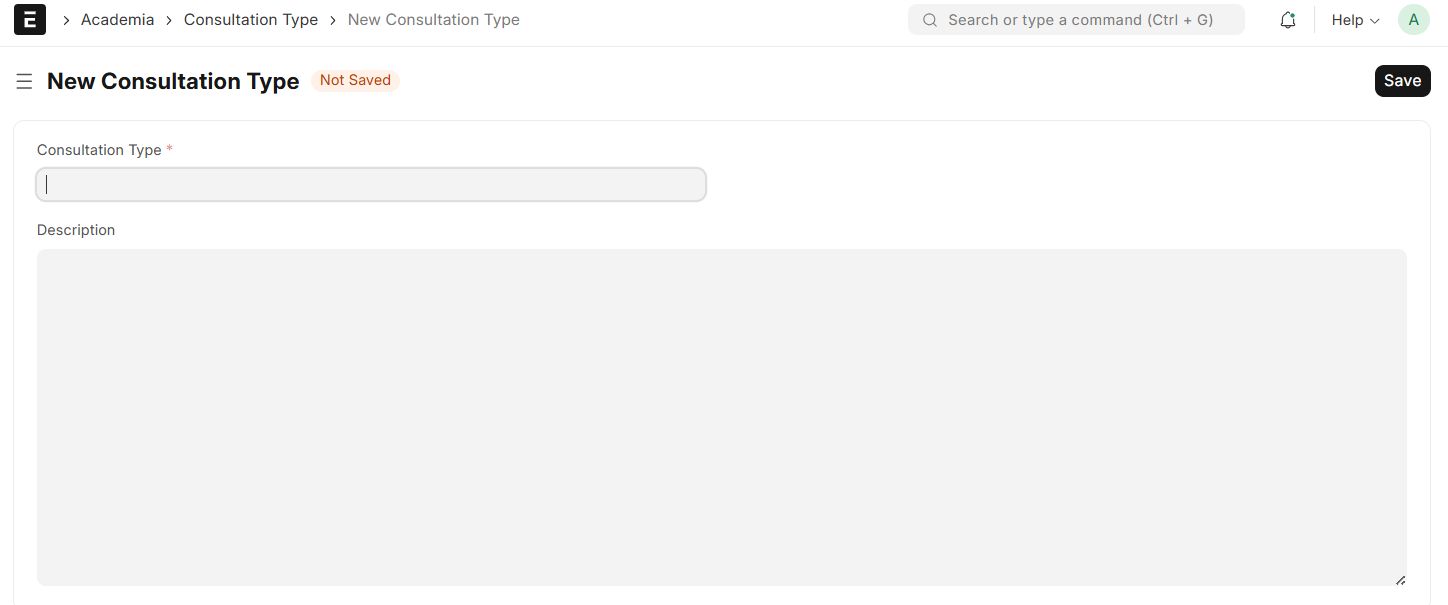 E Academia Consultation Type New Consultation Type Search or type a command (Ctrl + G) Help A
New Consultation Type Not Saved Save
Consultation Type *
Description